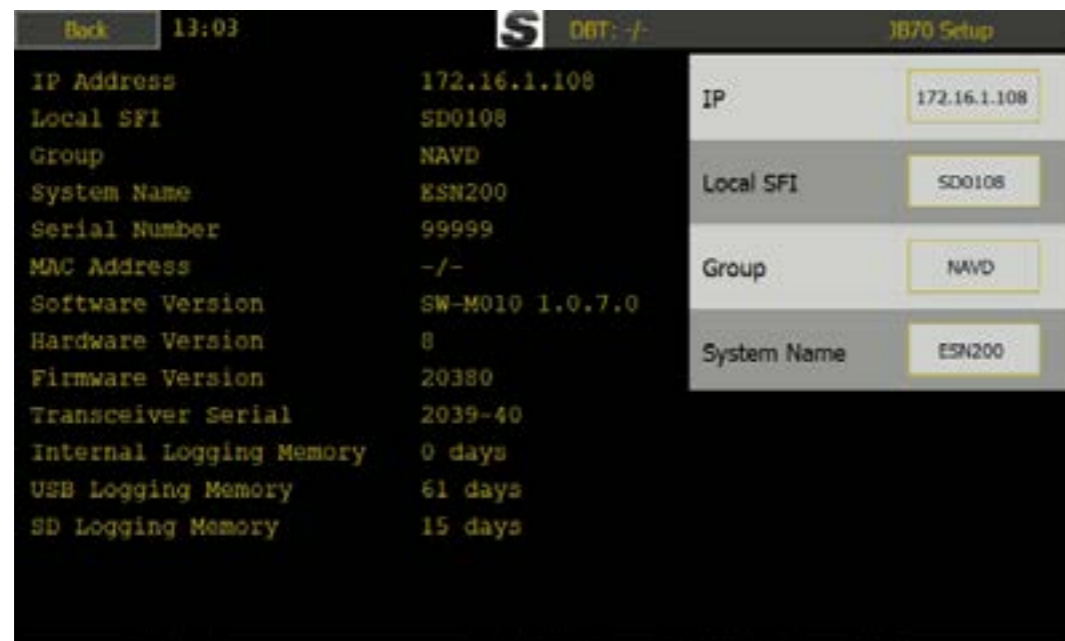 Back 13:03 S DBT: -/- JB70 Setup
IP Address 172.16.1.108
Local SFI SD0108
Group NAVD
System Name ESN200
Serial Number 99999
MAC Address -/-
Software Version SW-M010 1.0.7.0
Hardware Version 8
Firmware Version 20380
Transceiver Serial 2039-40
Internal Logging Memory 0 days
USB Logging Memory 61 days
SD Logging Memory 15 days
IP 172.16.1.108
Local SFI SD0108
Group NAVD
System Name ESN200